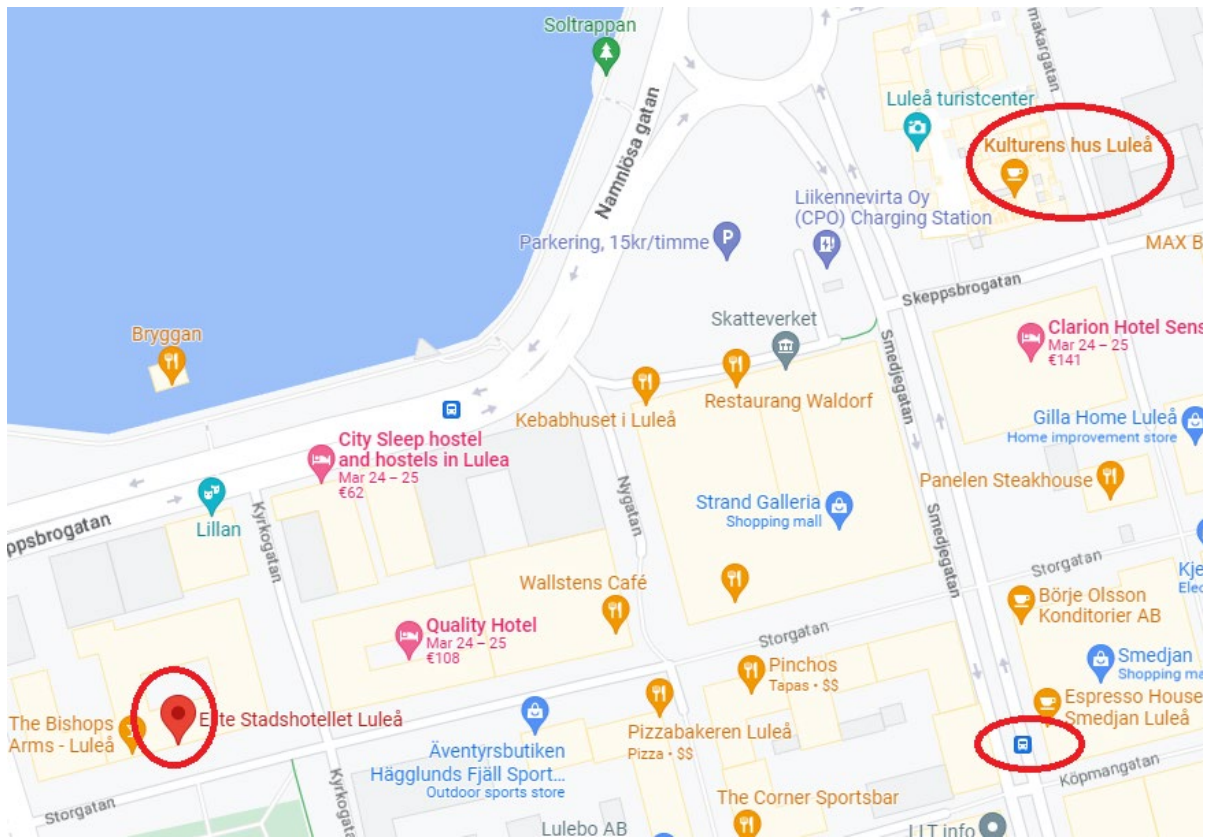 Soltrappan
Namnlösa gatan
makargatan
Luleå turistcenter
Kulturens hus Luleå
Liikennevirta Oy
(CPO) Charging Station
Parkering, 15kr/timme
P
MAX B
Skeppsbrogatan
Skatteverket
Clarion Hotel Sens
Mar 24 – 25
€141
Bryggan
Smedjegatan
Restaurang Waldorf
Kebabhuset i Luleå
Gilla Home Luleå
Home improvement store
City Sleep hostel
and hostels in Lulea
Mar 24 – 25
€62
Panelen Steakhouse
Nygatan
Strand Galleria
Shopping mall
Lillan
ppsbrogatan
Kyrkogatan
Smedjegatan
Storgatan
Kje
Elec
Wallstens Café
Börje Olsson
Konditorier AB
Quality Hotel
Mar 24 – 25
€108
Storgatan
Smedjan
Shopping ma
Pinchos
Tapas • $$
Espresso House
Smedjan Luleå
The Bishops
Arms - Luleå
Elite Stadshotellet Luleå
Pizzabakeren Luleå
Pizza • $$
Äventyrsbutiken
Hägglunds Fjäll Sport...
Outdoor sports store
Köpmangatan
Storgatan
Kyrkogata
The Corner Sportsbar
Lulebo AB
LLT info